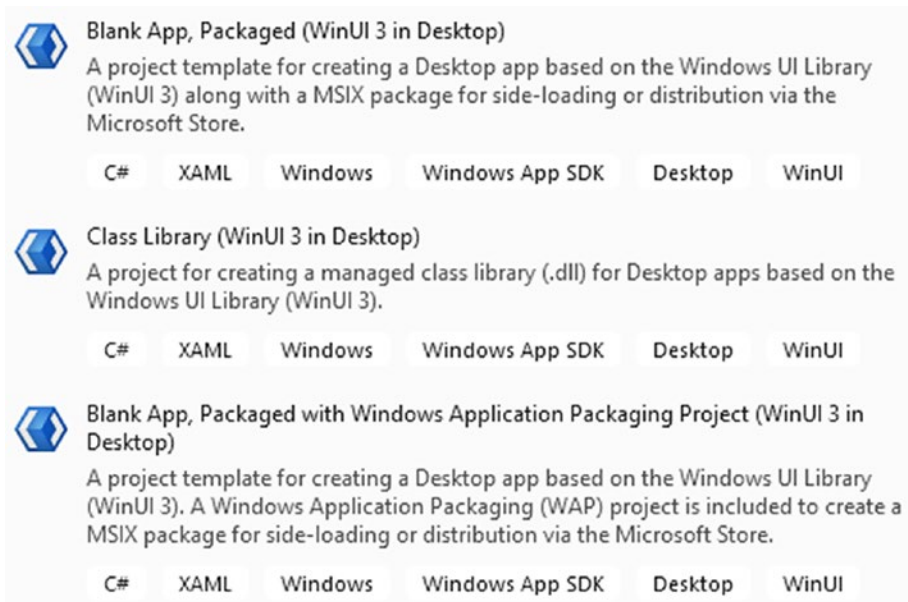 Blank App, Packaged (WinUI 3 in Desktop)
A project template for creating a Desktop app based on the Windows UI Library
(WinUI 3) along with a MSIX package for side-loading or distribution via the
Microsoft Store.
C# XAML Windows Windows App SDK Desktop WinUI
Class Library (WinUI 3 in Desktop)
A project for creating a managed class library (.dll) for Desktop apps based on the
Windows UI Library (WinUI 3).
C# XAML Windows Windows App SDK Desktop WinUI
Blank App, Packaged with Windows Application Packaging Project (WinUI 3 in
Desktop)
A project template for creating a Desktop app based on the Windows UI Library
(WinUI 3). A Windows Application Packaging (WAP) project is included to create a
MSIX package for side-loading or distribution via the Microsoft Store.
C# XAML Windows Windows App SDK Desktop WinUI